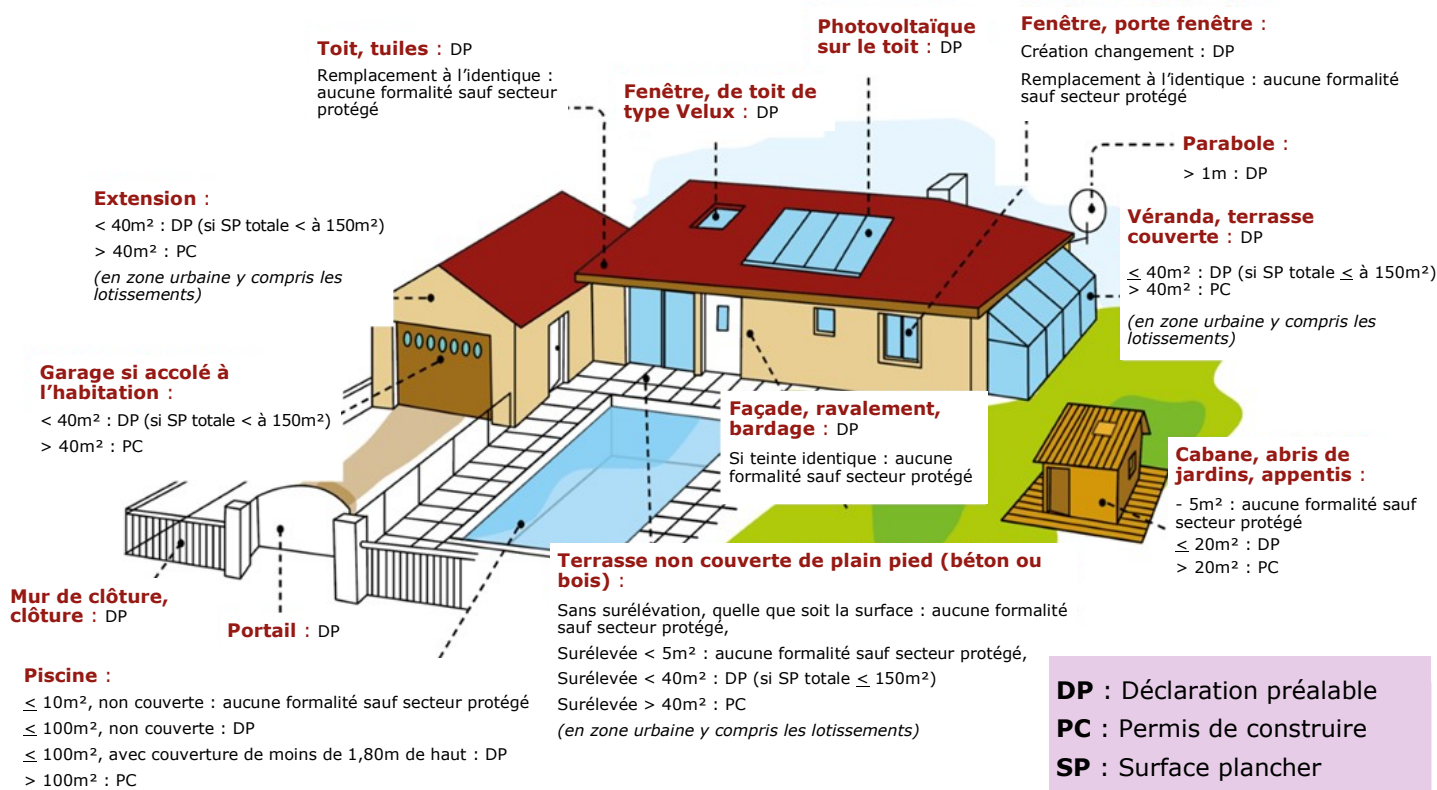 Toit, tuiles : DP
Remplacement à l'identique :
aucune formalité sauf secteur
protégé
Fenêtre, de toit de
type Velux : DP
Photovoltaïque
sur le toit : DP
Fenêtre, porte fenêtre :
Création changement : DP
Remplacement à l'identique : aucune formalité
sauf secteur protégé
Parabole :
> 1m : DP
Extension :
< 40m² : DP (si SP totale < à 150m²)
> 40m² : PC
(en zone urbaine y compris les
lotissements)
Véranda, terrasse
couverte : DP
≤ 40m² : DP (si SP totale ≤ à 150m²)
> 40m² : PC
(en zone urbaine y compris les
lotissements)
Garage si accolé à
l'habitation :
< 40m² : DP (si SP totale < à 150m²)
> 40m² : PC
Façade, ravalement,
bardage : DP
Si teinte identique : aucune
formalité sauf secteur protégé
Cabane, abris de
jardins, appentis :
- 5m² : aucune formalité sauf
secteur protégé
≤ 20m² : DP
> 20m² : PC
Mur de clôture,
clôture : DP
Portail : DP
Terrasse non couverte de plain pied (béton ou
bois) :
Sans surélévation, quelle que soit la surface : aucune formalité
sauf secteur protégé,
Surélevée < 5m² : aucune formalité sauf secteur protégé,
Surélevée < 40m² : DP (si SP totale ≤ 150m²)
Surélevée > 40m² : PC
(en zone urbaine y compris les lotissements)
Piscine :
≤ 10m², non couverte : aucune formalité sauf secteur protégé
≤ 100m², non couverte : DP
≤ 100m², avec couverture de moins de 1,80m de haut : DP
> 100m² : PC
DP : Déclaration préalable
PC : Permis de construire
SP : Surface plancher